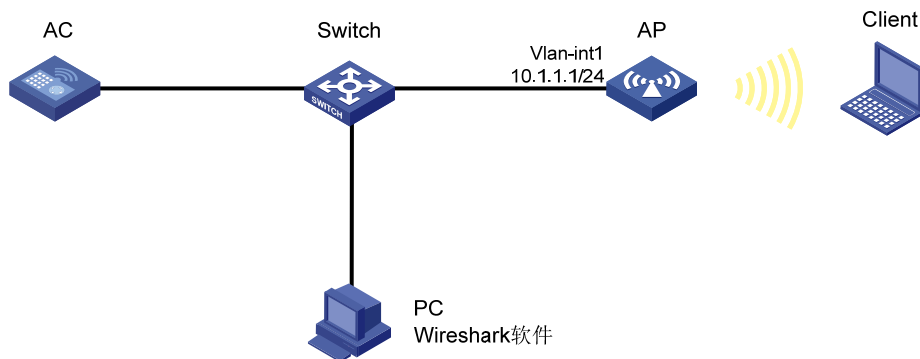 AC
Switch
AP
Client
Vlan-int1
10.1.1.1/24
SWITCH
PC
Wireshark软件